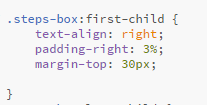 .steps-box:first-child {
    text-align: right;
    padding-right: 3%;
    margin-top: 30px;

}